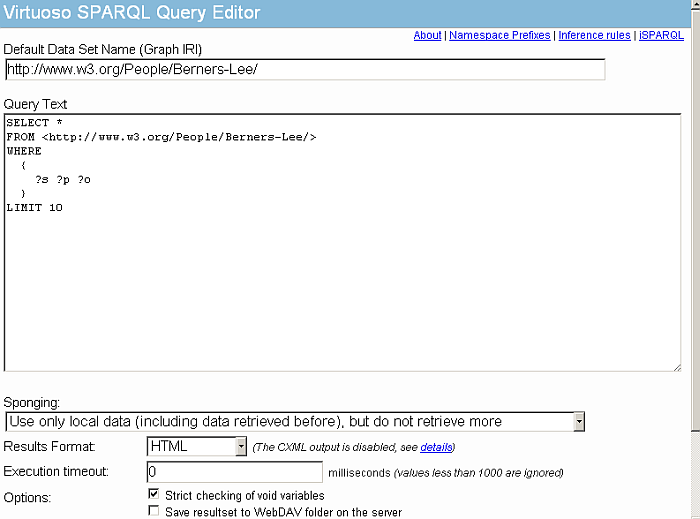 Virtuoso SPARQL Query Editor
About | Namespace Prefixes | Inference rules | iSPARQL
Default Data Set Name (Graph IRI)
http://www.w3.org/People/Berners-Lee/
Query Text
SELECT *
FROM <http://www.w3.org/People/Berners-Lee/>
WHERE
{
?s ?p ?o
}
LIMIT 10
Sponging:
Use only local data (including data retrieved before), but do not retrieve more
Results Format: HTML (The CXML output is disabled, see details)
Execution timeout: 0 milliseconds (values less than 1000 are ignored)
Options: Strict checking of void variables
Save resultset to WebDAV folder on the server